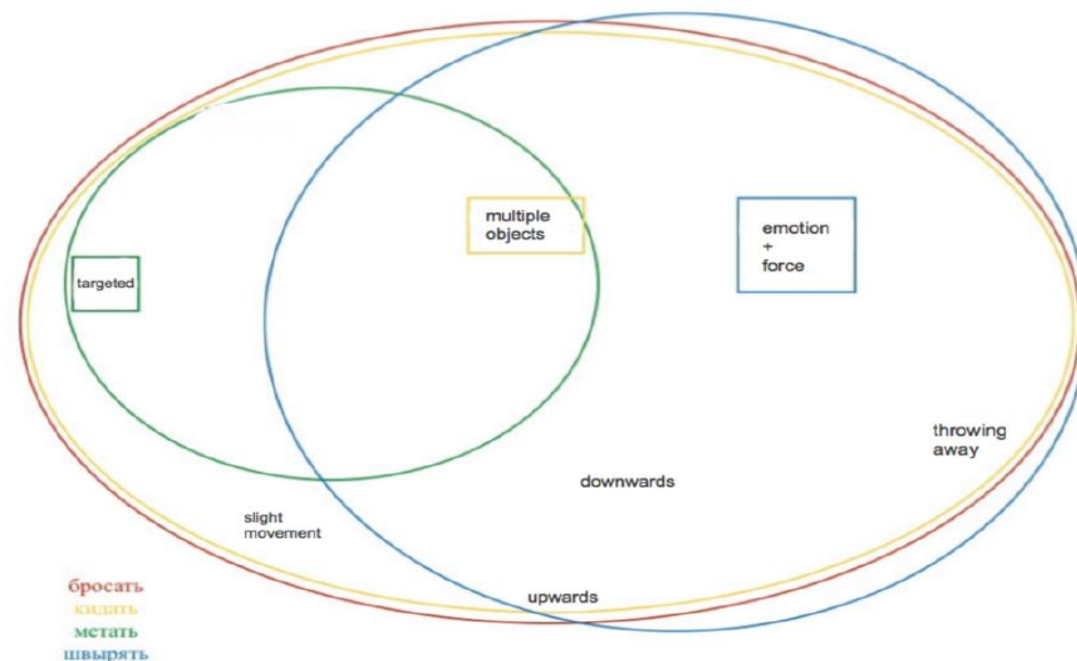 multiple
objects
emotion
+
force
targeted
throwing
away
downwards
slight
movement
upwards
бросать
кидать
метать
швырять